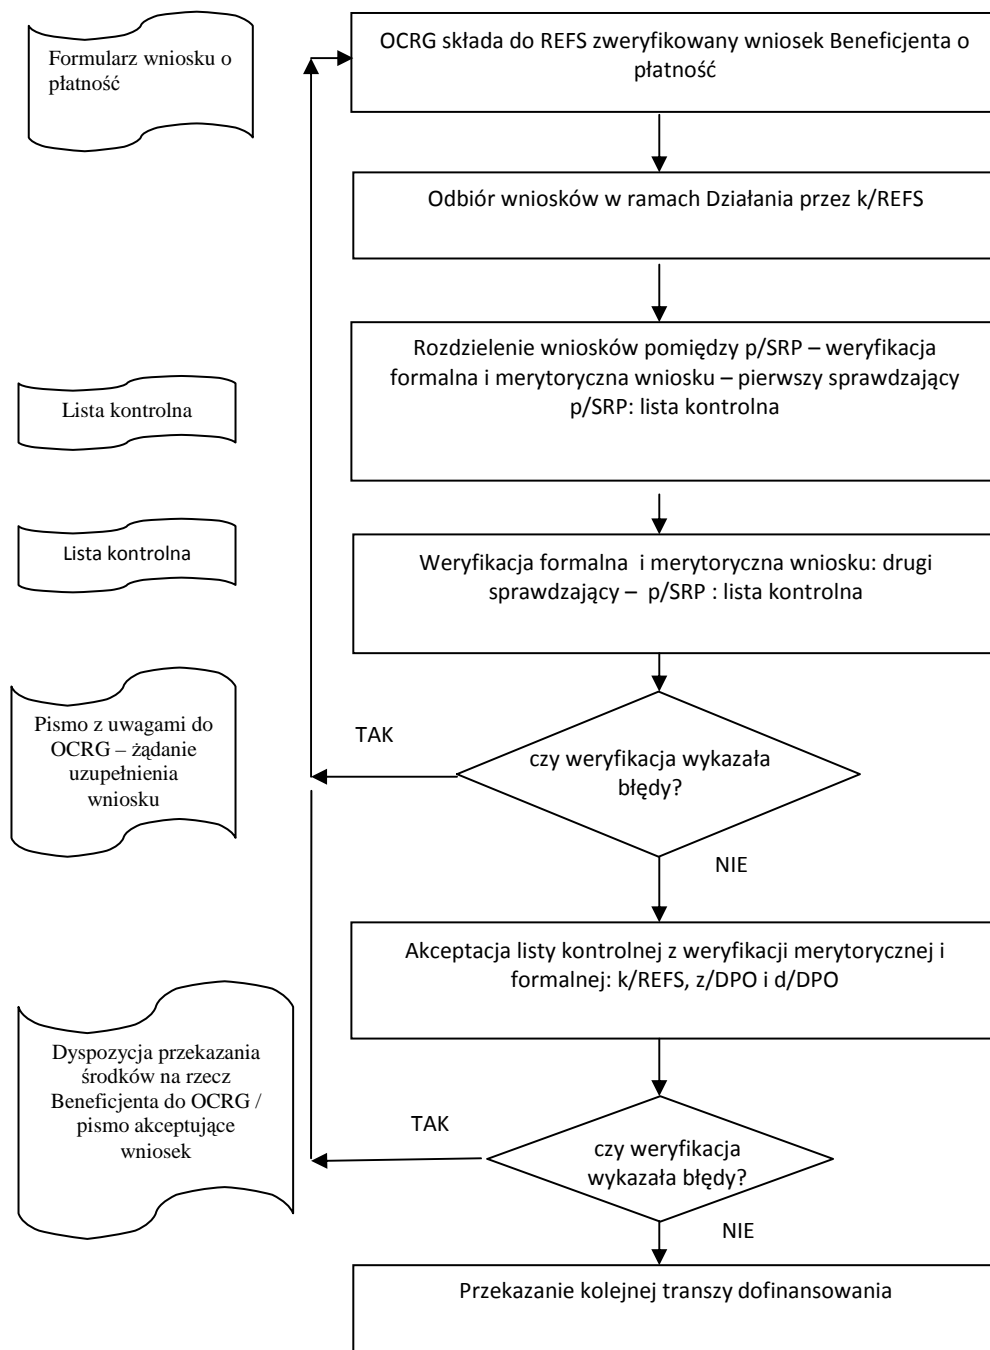 Formularz wniosku o
płatność
OCRG składa do REFS zweryfikowany wniosek Beneficjenta o
płatność
Odbiór wniosków w ramach Działania przez k/REFS
Rozdzielenie wniosków pomiędzy p/SRP – weryfikacja
formalna i merytoryczna wniosku – pierwszy sprawdzający
p/SRP: lista kontrolna
Lista kontrolna
Lista kontrolna
Weryfikacja formalna i merytoryczna wniosku: drugi
sprawdzający – p/SRP : lista kontrolna
Pismo z uwagami do
OCRG – żądanie
uzupełnienia
wniosku
TAK
czy weryfikacja wykazała
błędy?
NIE
Akceptacja listy kontrolnej z weryfikacji merytorycznej i
formalnej: k/REFS, z/DPO i d/DPO
Dyspozycja przekazania
środków na rzecz
Beneficjenta do OCRG /
pismo akceptujące
wniosek
TAK
czy weryfikacja
wykazała błędy?
NIE
Przekazanie kolejnej transzy dofinansowania